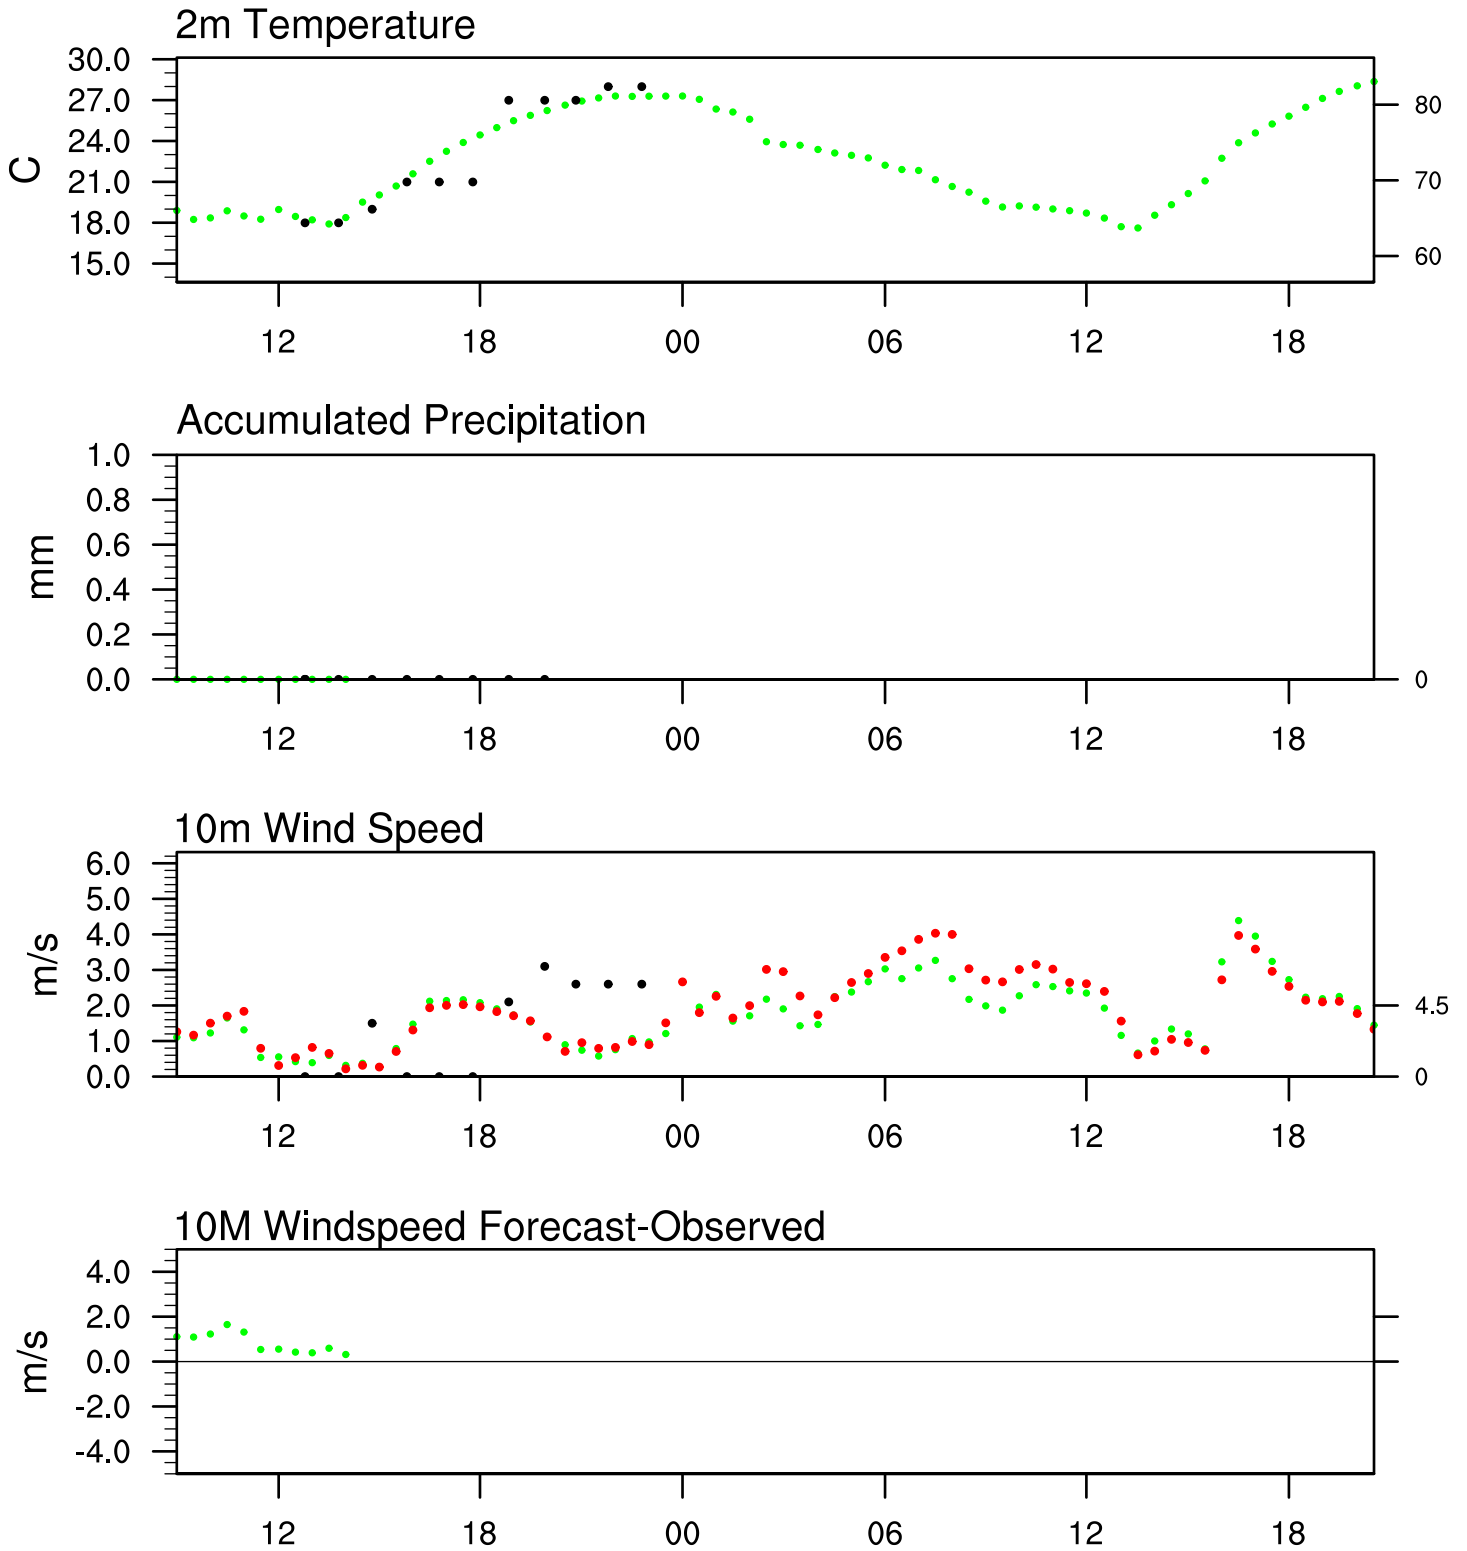 2m Temperature
30.0
27.0
24.0
21.0
18.0
15.0
C
80
70
60
12 18 00 06 12 18
Accumulated Precipitation
1.0
0.8
0.6
0.4
0.2
0.0
mm
0
12 18 00 06 12 18
10m Wind Speed
6.0
5.0
4.0
3.0
2.0
1.0
0.0
m/s
4.5
0
12 18 00 06 12 18
10M Windspeed Forecast-Observed
4.0
2.0
0.0
-2.0
-4.0
m/s
12 18 00 06 12 18